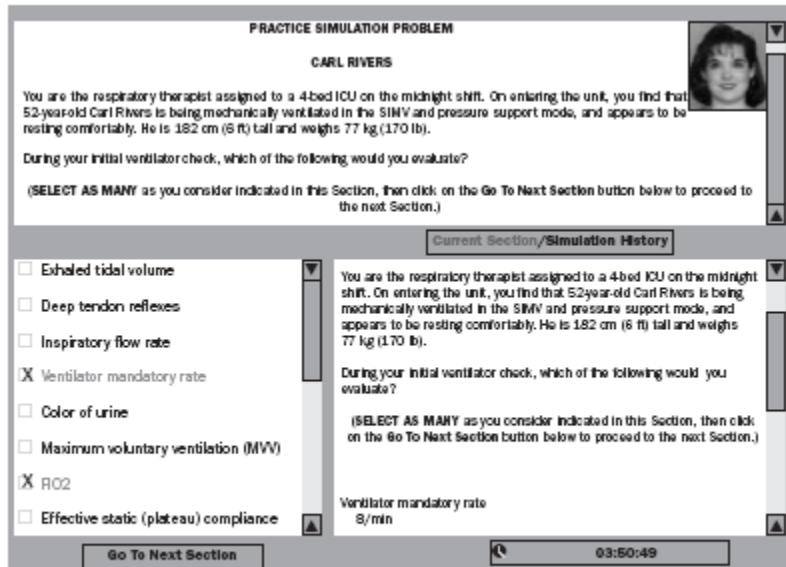 PRACTICE SIMULATION PROBLEM
CARL RIVERS
You are the respiratory therapist assigned to a 4-bed ICU on the midnight shift. On entering the unit, you find that
52-year-old Carl Rivers is being mechanically ventilated in the SIMV and pressure support mode, and appears to be
resting comfortably. He is 182 cm (6 ft) tall and weighs 77 kg (170 lb).
During your initial ventilator check, which of the following would you evaluate?
(SELECT AS MANY as you consider indicated in this Section, then click on the Go To Next Section button below to proceed to
the next Section.)
Current Section/Simulation History
Exhaled tidal volume
Deep tendon reflexes
Inspiratory flow rate
X Ventilator mandatory rate
Color of urine
Maximum voluntary ventilation (MVV)
X FIO2
Effective static (plateau) compliance
Go To Next Section
You are the respiratory therapist assigned to a 4-bed ICU on the midnight
shift. On entering the unit, you find that 52-year-old Carl Rivers is being
mechanically ventilated in the SIMV and pressure support mode, and
appears to be resting comfortably. He is 182 cm (6 ft) tall and weighs
77 kg (170 lb).
During your initial ventilator check, which of the following would you
evaluate?
(SELECT AS MANY as you consider indicated in this Section, then click
on the Go To Next Section button below to proceed to the next Section.)
Ventilator mandatory rate
8/min
03:50:49